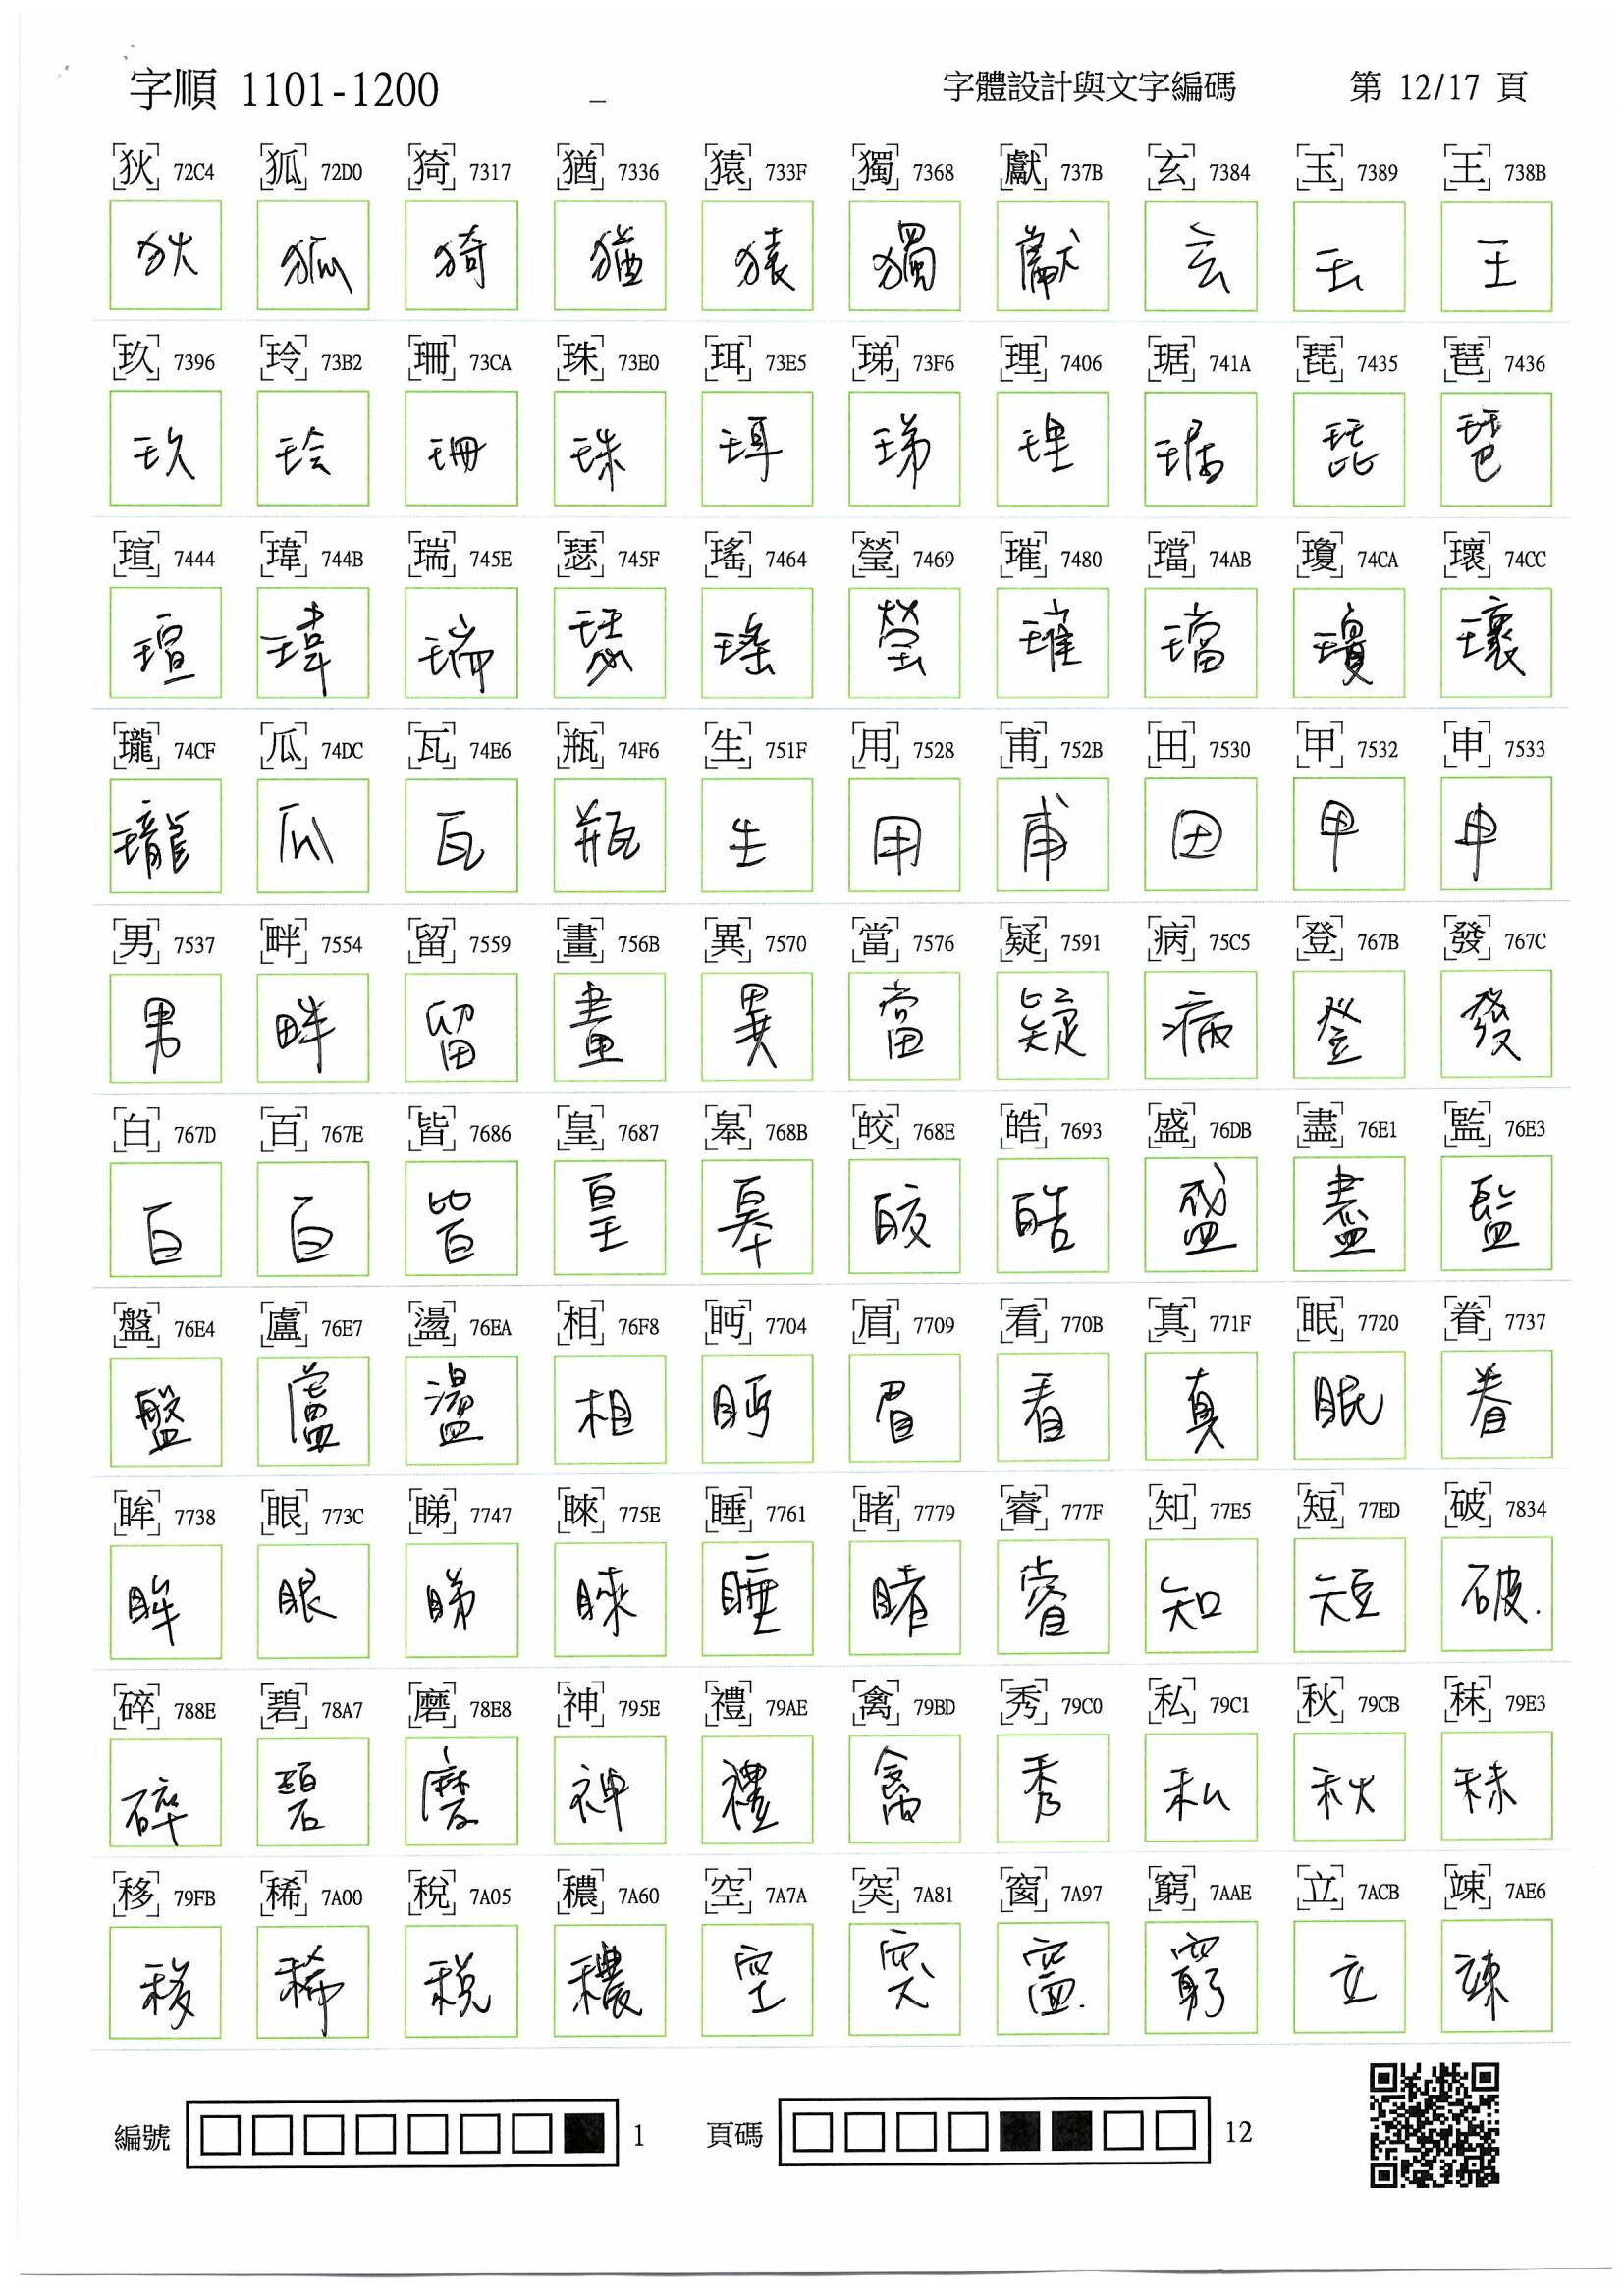 字順 1101-1200 _ 字體設計與文字編碼 第 12/17 頁
狄 72C4 狐 72D0 猗 7317 猶 7336 猿 733F 獨 7368 獻 737B 玄 7384 玉 7389 王 738B
狄 狐 猗 猶 猿 獨 獻 玄 玉 王
玖 7396 玲 73B2 珊 73CA 珠 73E0 珥 73E5 珶 73F6 理 7406 琚 741A 琵 7435 琶 7436
玖 玲 珊 珠 珥 珶 理 琚 琵 琶
瑄 7444 瑋 744B 瑞 745E 瑟 745F 瑤 7464 瑩 7469 璀 7480 璫 74AB 瓊 74CA 瓌 74CC
瑄 瑋 瑞 瑟 瑤 瑩 璀 璫 瓊 瓌
瓏 74CF 瓜 74DC 瓦 74E6 瓶 74F6 生 751F 用 7528 甫 752B 田 7530 甲 7532 申 7533
瓏 瓜 瓦 瓶 生 用 甫 田 甲 申
男 7537 畔 7554 留 7559 畫 756B 異 7570 當 7576 疑 7591 病 75C5 登 767B 發 767C
男 畔 留 畫 異 當 疑 病 登 發
白 767D 百 767E 皆 7686 皇 7687 皋 768B 皎 768E 皓 7693 盛 76DB 盡 76E1 監 76E3
白 百 皆 皇 皋 皎 皓 盛 盡 監
盤 76E4 盧 76E7 盪 76EA 相 76F8 眄 7704 眉 7709 看 770B 真 771F 眠 7720 眷 7737
盤 盧 盪 相 眄 眉 看 真 眠 眷
眸 7738 眼 773C 睇 7747 睞 775E 睡 7761 睹 7779 睿 777F 知 77E5 短 77ED 破 7834
眸 眼 睇 睞 睡 睹 睿 知 短 破
碎 788E 碧 78A7 磨 78E8 神 795E 禮 79AE 禽 79BD 秀 79C0 私 79C1 秋 79CB 秣 79E3
碎 碧 磨 神 禮 禽 秀 私 秋 秣
移 79FB 稀 7A00 稅 7A05 穠 7A60 空 7A7A 突 7A81 窗 7A97 窮 7AAE 立 7ACB 竦 7AE6
移 稀 稅 穠 空 突 窗 窮 立 竦
編號 1 頁碼 12